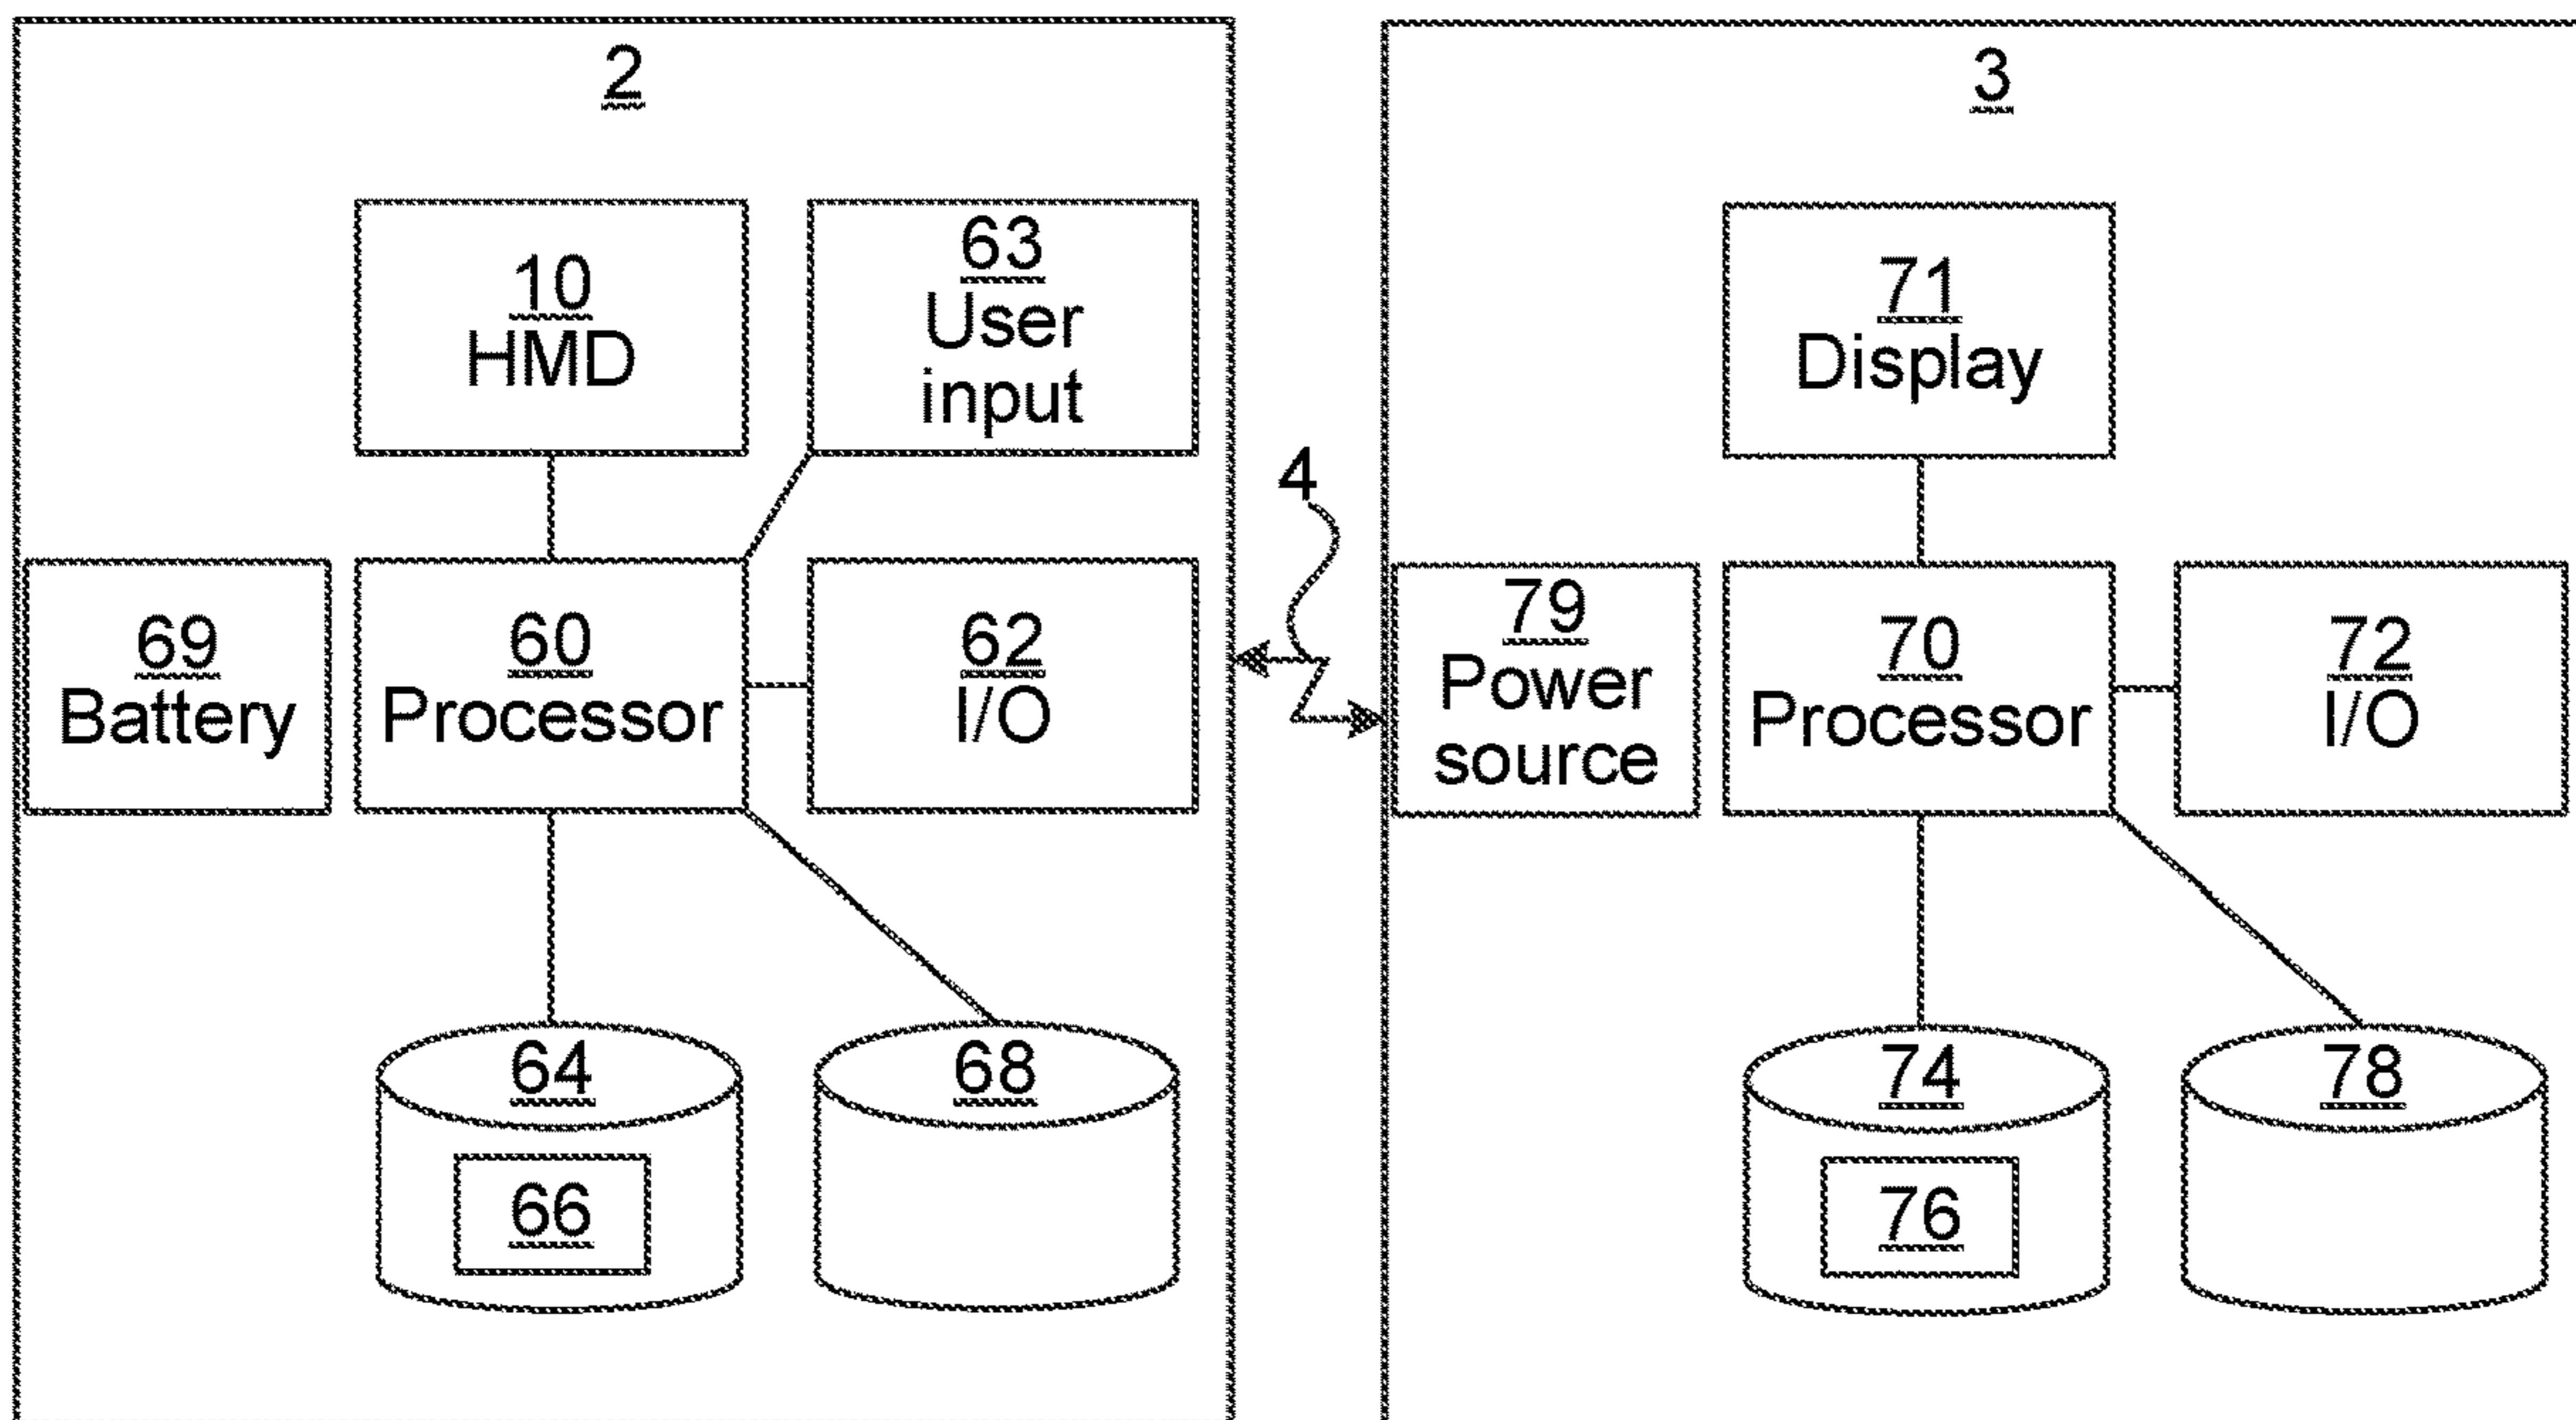 2
10
HMD
63
User
input
69
Battery
60
Processor
62
I/O
64
66
68
4
3
71
Display
79
Power
source
70
Processor
72
I/O
74
76
78